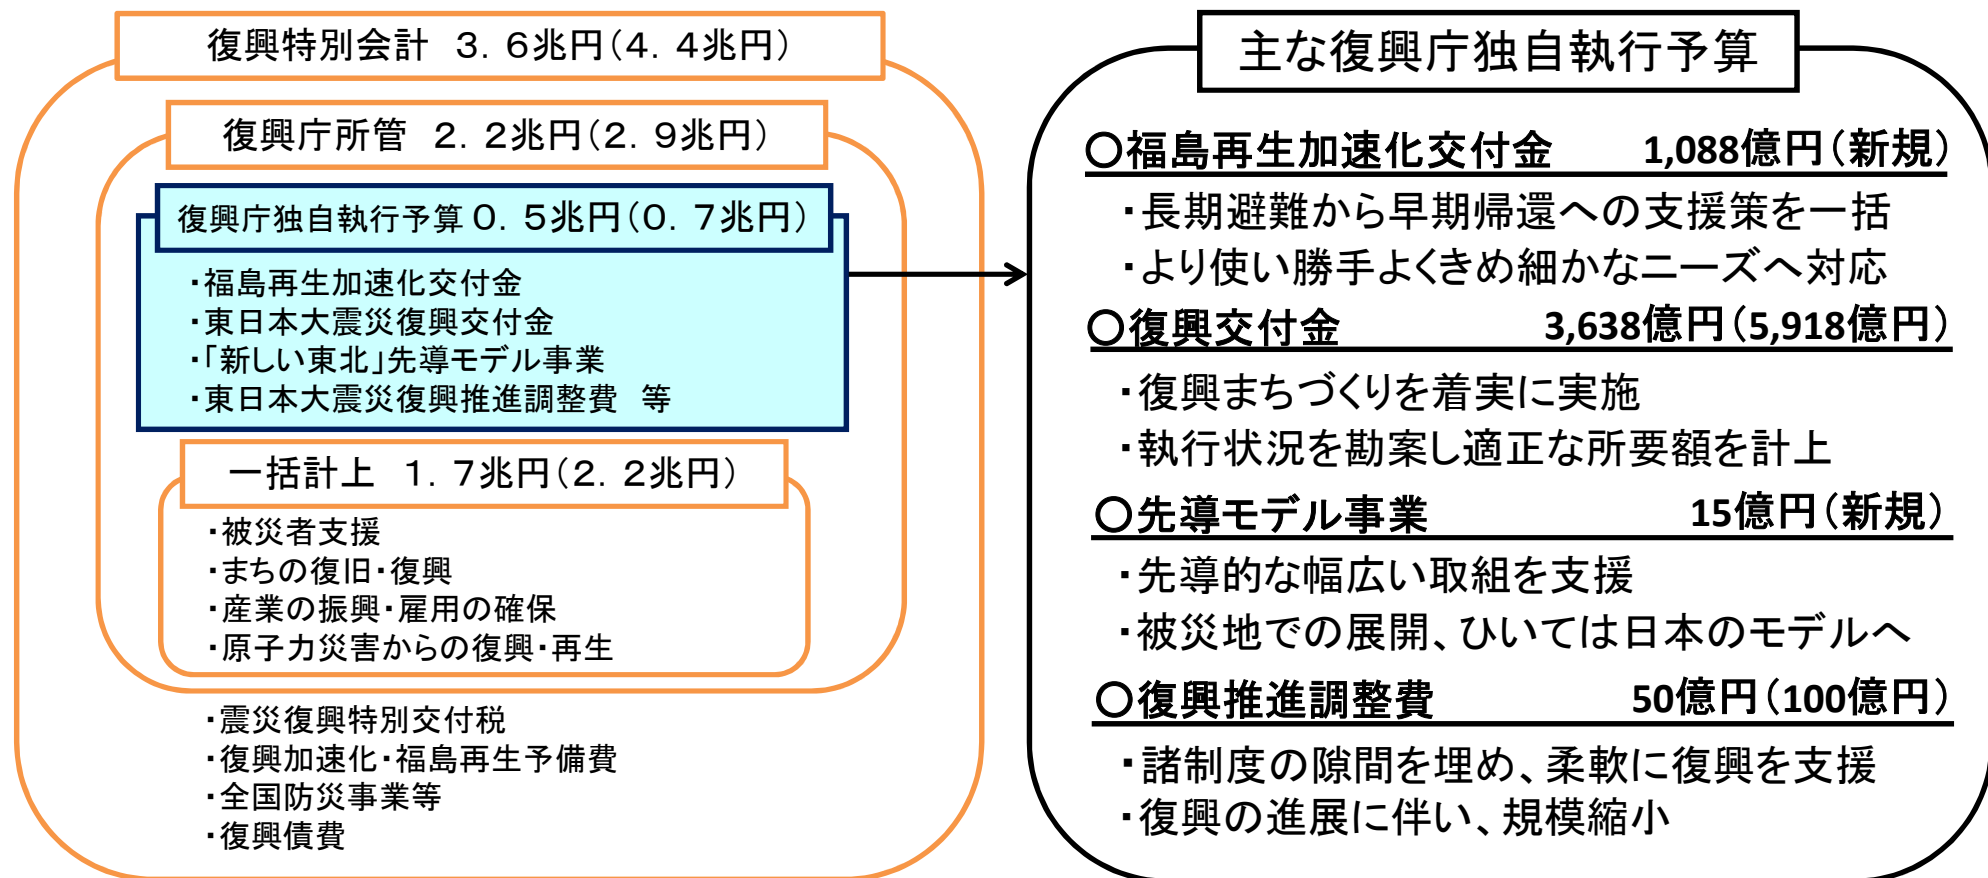 復興特別会計 ３．６兆円（４．４兆円）
復興庁所管 ２．２兆円（２．９兆円）
復興庁独自執行予算 ０．５兆円（０．７兆円）
・福島再生加速化交付金
・東日本大震災復興交付金
・「新しい東北」先導モデル事業
・東日本大震災復興推進調整費 等
一括計上 １．７兆円（２．２兆円）
・被災者支援
・まちの復旧・復興
・産業の振興・雇用の確保
・原子力災害からの復興・再生
・震災復興特別交付税
・復興加速化・福島再生予備費
・全国防災事業等
・復興債費
主な復興庁独自執行予算
○福島再生加速化交付金 1,088億円（新規）
・長期避難から早期帰還への支援策を一括
・より使い勝手よくきめ細かなニーズへ対応
○復興交付金 3,638億円（5,918億円）
・復興まちづくりを着実に実施
・執行状況を勘案し適正な所要額を計上
○先導モデル事業 15億円（新規）
・先導的な幅広い取組を支援
・被災地での展開、ひいては日本のモデルへ
○復興推進調整費 50億円（100億円）
・諸制度の隙間を埋め、柔軟に復興を支援
・復興の進展に伴い、規模縮小